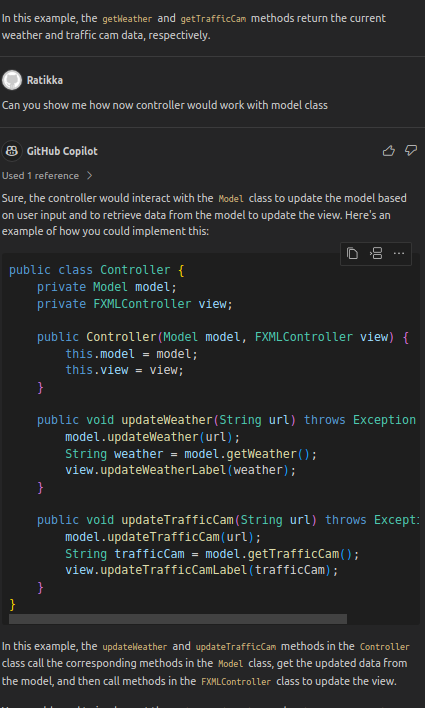 In this example, the getWeather and getTrafficCam methods return the current
weather and traffic cam data, respectively.
Ratikka
Can you show me how now controller would work with model class
GitHub Copilot
Used 1 reference
Sure, the controller would interact with the Model class to update the model based
on user input and to retrieve data from the model to update the view. Here's an
example of how you could implement this:
public class Controller {
    private Model model;
    private FXMLController view;
    public Controller(Model model, FXMLController view) {
        this.model = model;
        this.view = view;
    }
    public void updateWeather(String url) throws Exception
        model.updateWeather(url);
        String weather = model.getWeather();
        view.updateWeatherLabel(weather);
    }
    public void updateTrafficCam(String url) throws Except
        model.updateTrafficCam(url);
        String trafficCam = model.getTrafficCam();
        view.updateTrafficCamLabel(trafficCam);
    }
}
In this example, the updateWeather and updateTrafficCam methods in the Controller
class call the corresponding methods in the Model class, get the updated data from
the model, and then call methods in the FXMLController class to update the view.